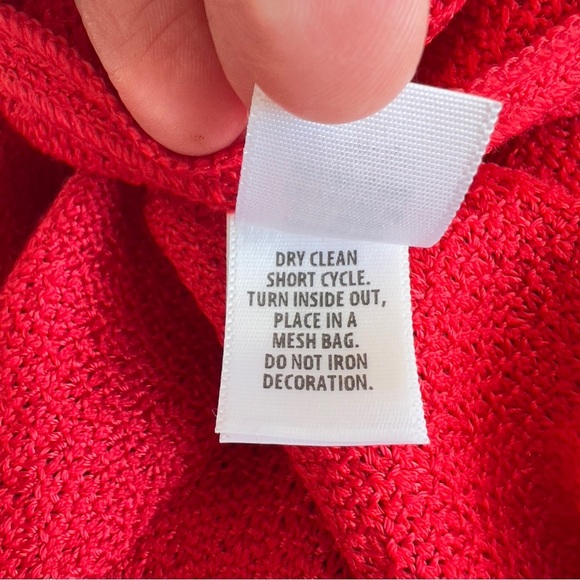 DRY CLEAN
SHORT CYCLE.
TURN INSIDE OUT,
PLACE IN A
MESH BAG.
DO NOT IRON
DECORATION.